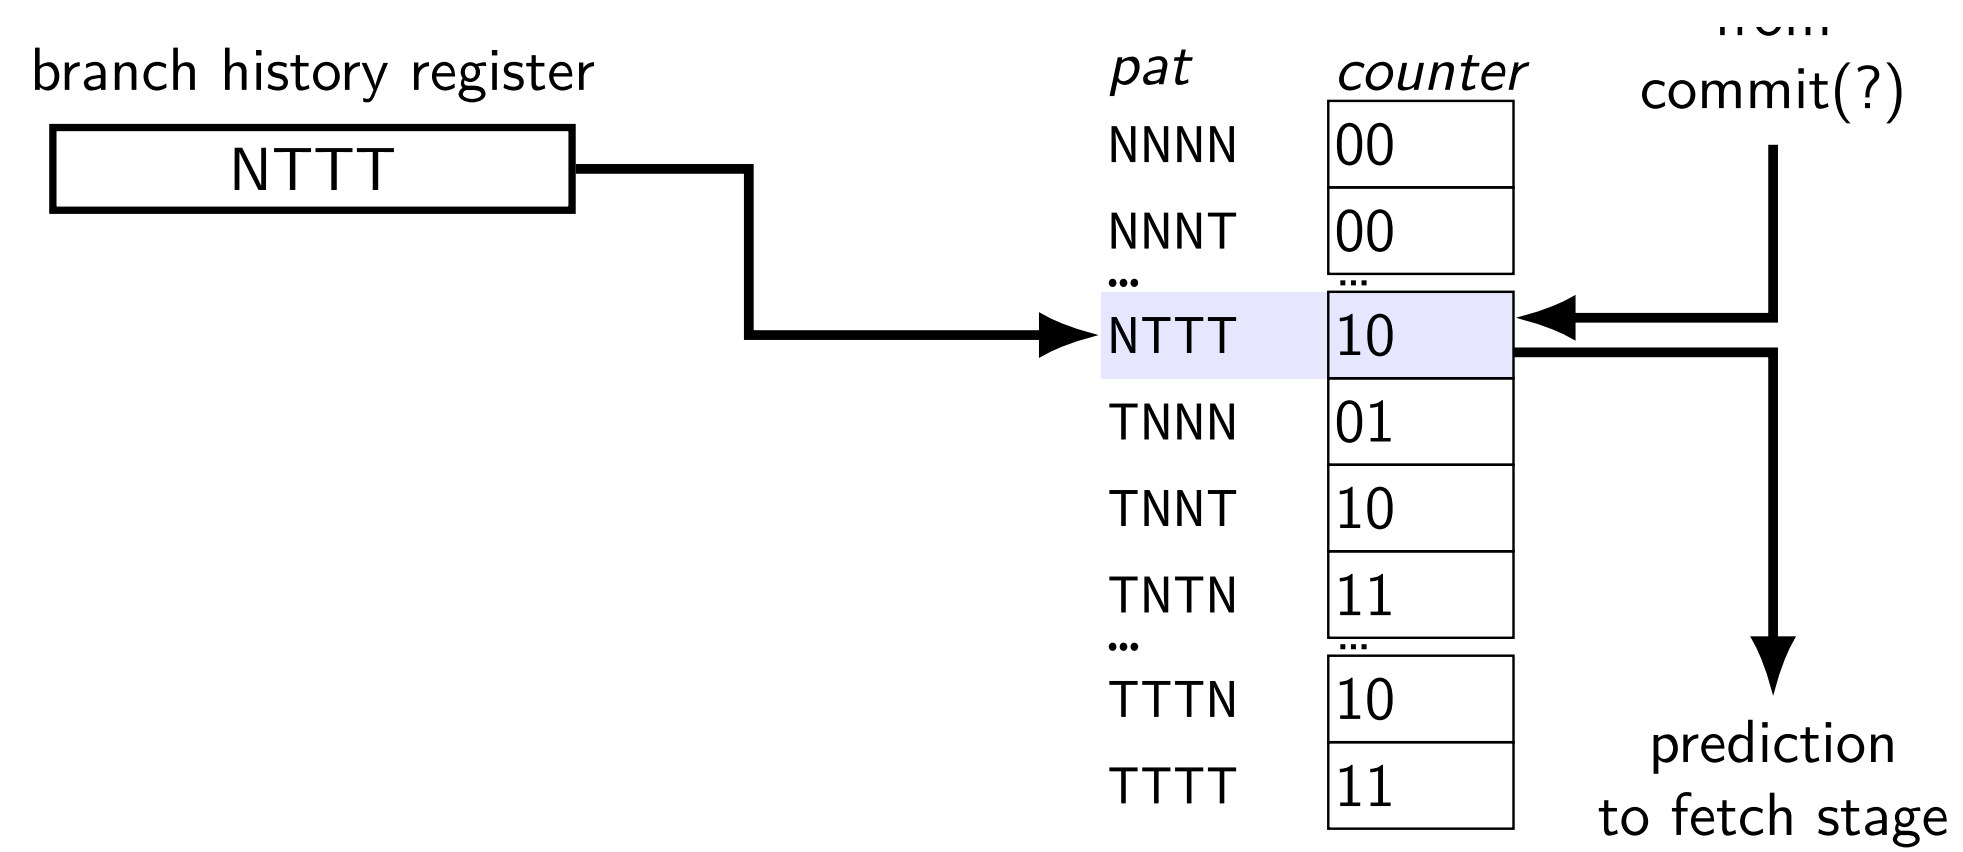 branch history register
NTTT
pat counter
NNNN 00
NNNT 00
... ...
NTTT 10
TNNN 01
TNNT 10
TNTN 11
... ...
TTTN 10
TTTT 11
commit(?)
prediction
to fetch stage